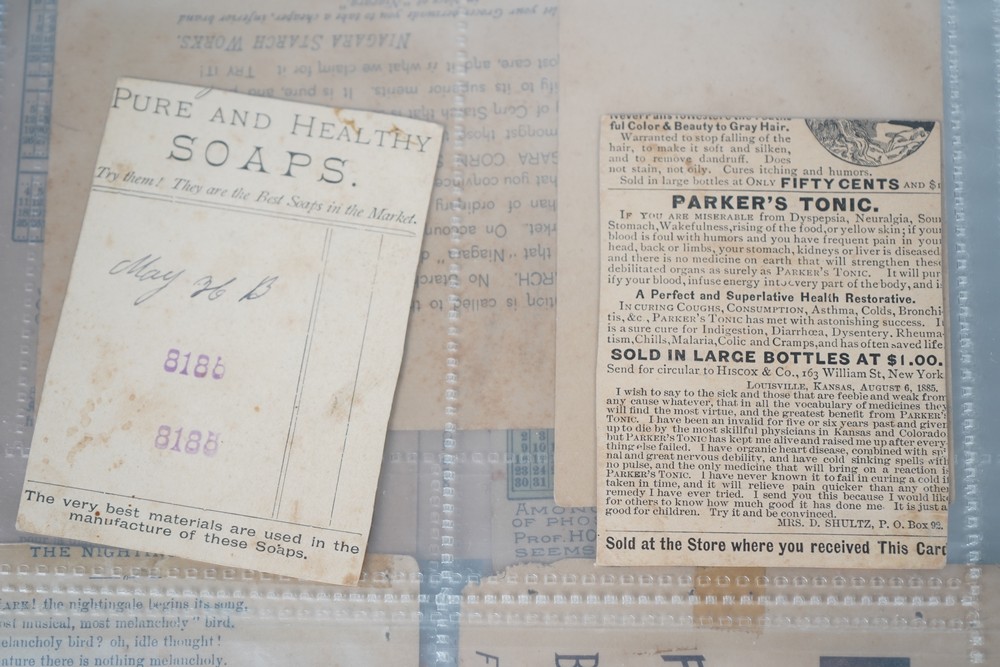 PURE AND HEALTHY
SOAPS.
Try them! They are the Best Soaps in the Market.
May 26 B
8186
8188
The very best materials are used in the
manufacture of these Soaps.
ful Color & Beauty to Gray Hair.
Warranted to stop falling of the
hair, to make it soft and silken,
and to remove dandruff. Does
not stain, not oily. Cures itching and humors.
Sold in large bottles at ONLY FIFTY CENTS AND
PARKER'S TONIC.
IF YOU ARE MISERABLE from Dyspepsia, Neuralgia, Sour
Stomach, Wakefulness, rising of the food, or yellow skin; if your
blood is foul with humors and you have frequent pain in your
head, back or limbs, your stomach, kidneys or liver is diseased
and there is no medicine on earth that will strengthen these
debilitated organs as surely as PARKER'S TONIC. It will pur
ify your blood, infuse energy into every part of the body, and
A Perfect and Superlative Health Restorative.
IN CURING COUGHS, CONSUMPTION, Asthma, Colds, Bronchi-
tis, &c., PARKER'S TONIC has met with astonishing success. I
is a sure cure for Indigestion, Diarrhœa, Dysentery, Rheuma-
tism, Chills, Malaria, Colic and Cramps, and has often saved life
SOLD IN LARGE BOTTLES AT $1.00.
Send for circular to HISCOX & CO., 163 William St, New York
LOUISVILLE, KANSAS, AUGUST 6, 1885.
I wish to say to the sick and those that are feeble and weak from
any cause whatever, that in all the vocabulary of medicines they
will find the most virtue, and the greatest benefit from PARKER'S
TONIC. I have been an invalid for five or six years past and given
up to die by the most skillful physicians in Kansas and Colorado
but PARKER'S TONIC has kept me alive and raised me up after every-
thing else failed. I have organic heart disease, combined with
nal and great nervous debility, and have cold sinking spells with
no pulse, and the only medicine that will bring on a reaction is
PARKER'S TONIC. I have never known it to fail in curing a cold if
taken in time, and it will relieve pain quicker than any other
remedy I have ever tried. I send you this because I would like
for others to know how much good it has done me. It is just a
good for children. Try it and be convinced.
MRS. D. SHULTZ, P. O. Box 92.
Sold at the Store where you received This Card
NIAGARA STARCH WORKS.
AMONG
OF PHOS
PROF. HO
SEEMS
THE NIGHTI
HARK! the nightingale begins its song,
most musical, most melancholy" bird.
melancholy bird? oh, idle thought!
nature there is nothing melancholy.